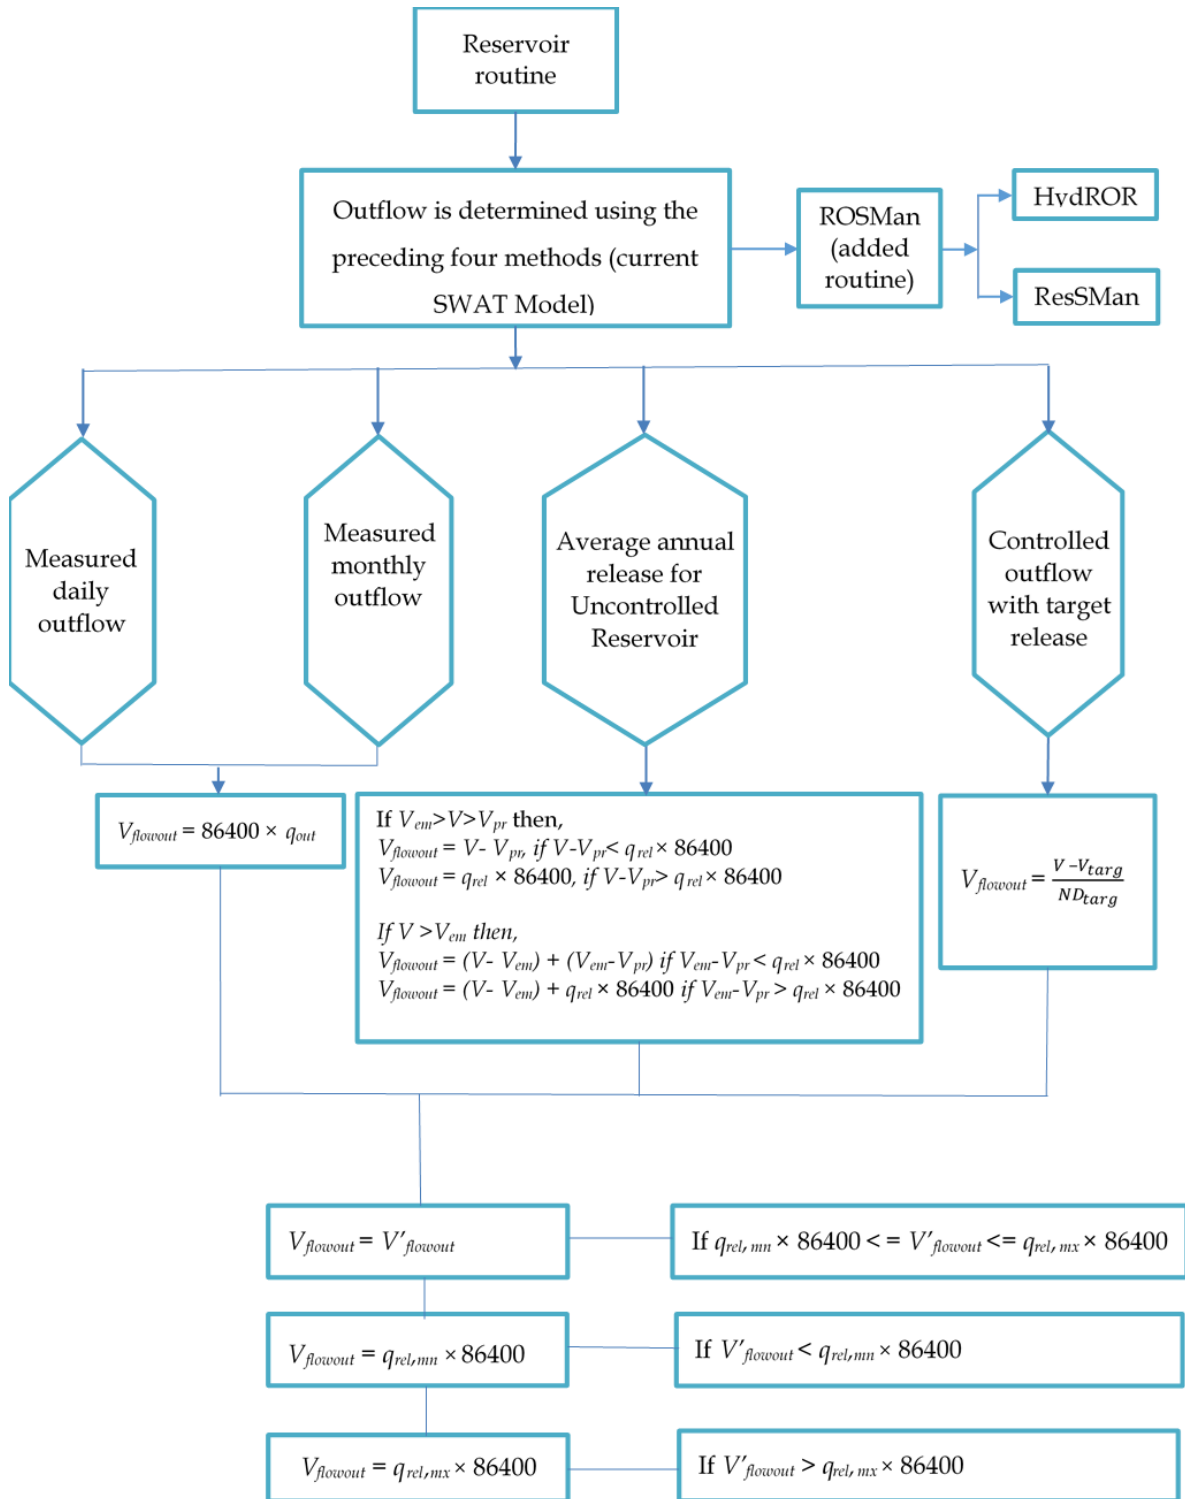 Reservoir
routine
Outflow is determined using the
preceding four methods (current
SWAT Model)
ROSMan
(added
routine)
HydROR
ResSMan
Measured
daily
outflow
Measured
monthly
outflow
Average annual
release for
Uncontrolled
Reservoir
Controlled
outflow
with target
release
V_flowout = 86400 × q_out
If V_em>V>V_pr then,
V_flowout = V- V_pr, if V-V_pr< q_rel × 86400
V_flowout = q_rel × 86400, if V-V_pr> q_rel × 86400
If V >V_em then,
V_flowout = (V- V_em) + (V_em-V_pr) if V_em-V_pr < q_rel × 86400
V_flowout = (V- V_em) + q_rel × 86400 if V_em-V_pr > q_rel × 86400
V_flowout = (V -V_targ)/(ND_targ)
V_flowout = V'_flowout
If q_rel, mn × 86400 < = V'_flowout <= q_rel, mx × 86400
V_flowout = q_rel,mn × 86400
If V'_flowout < q_rel,mn × 86400
V_flowout = q_rel,mx × 86400
If V'_flowout > q_rel, mx × 86400